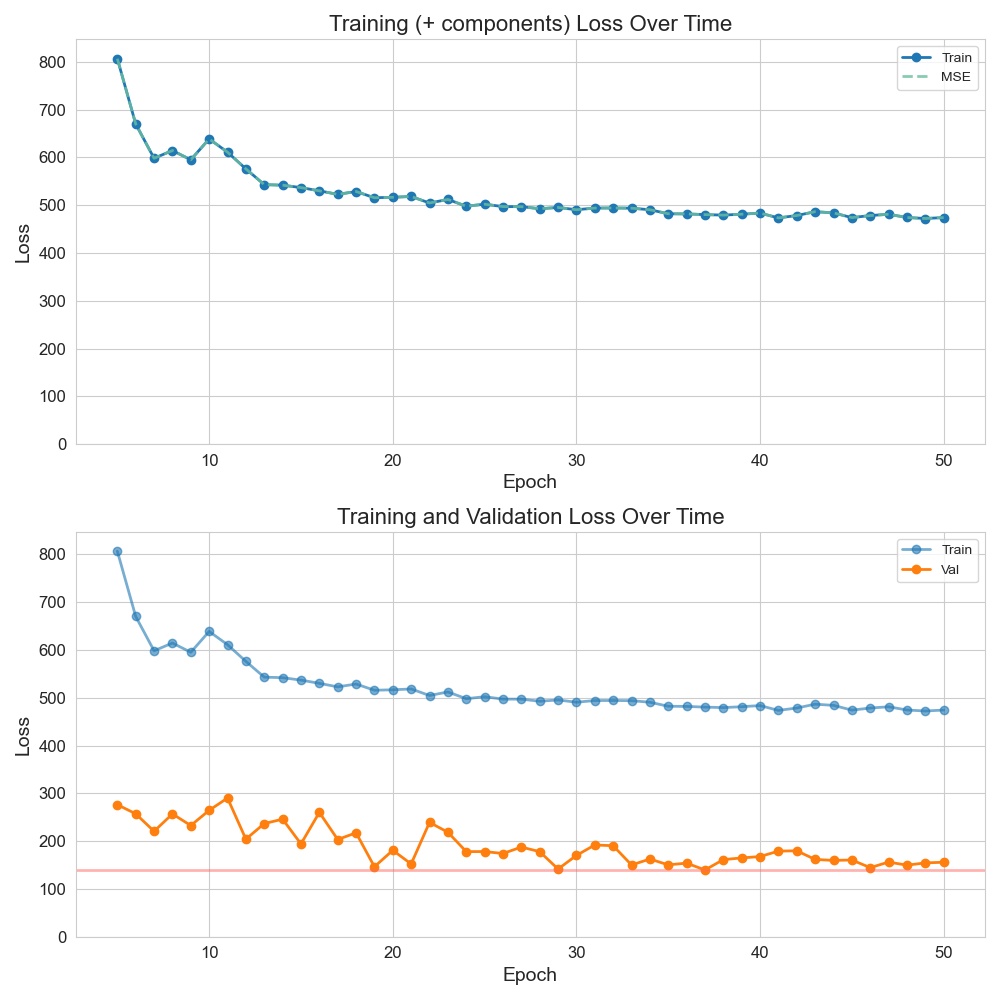 Training (+ components) Loss Over Time
Train
MSE
Loss
800
700
600
500
400
300
200
100
0
10
20
30
40
50
Epoch
Training and Validation Loss Over Time
Train
Val
Loss
800
700
600
500
400
300
200
100
0
10
20
30
40
50
Epoch